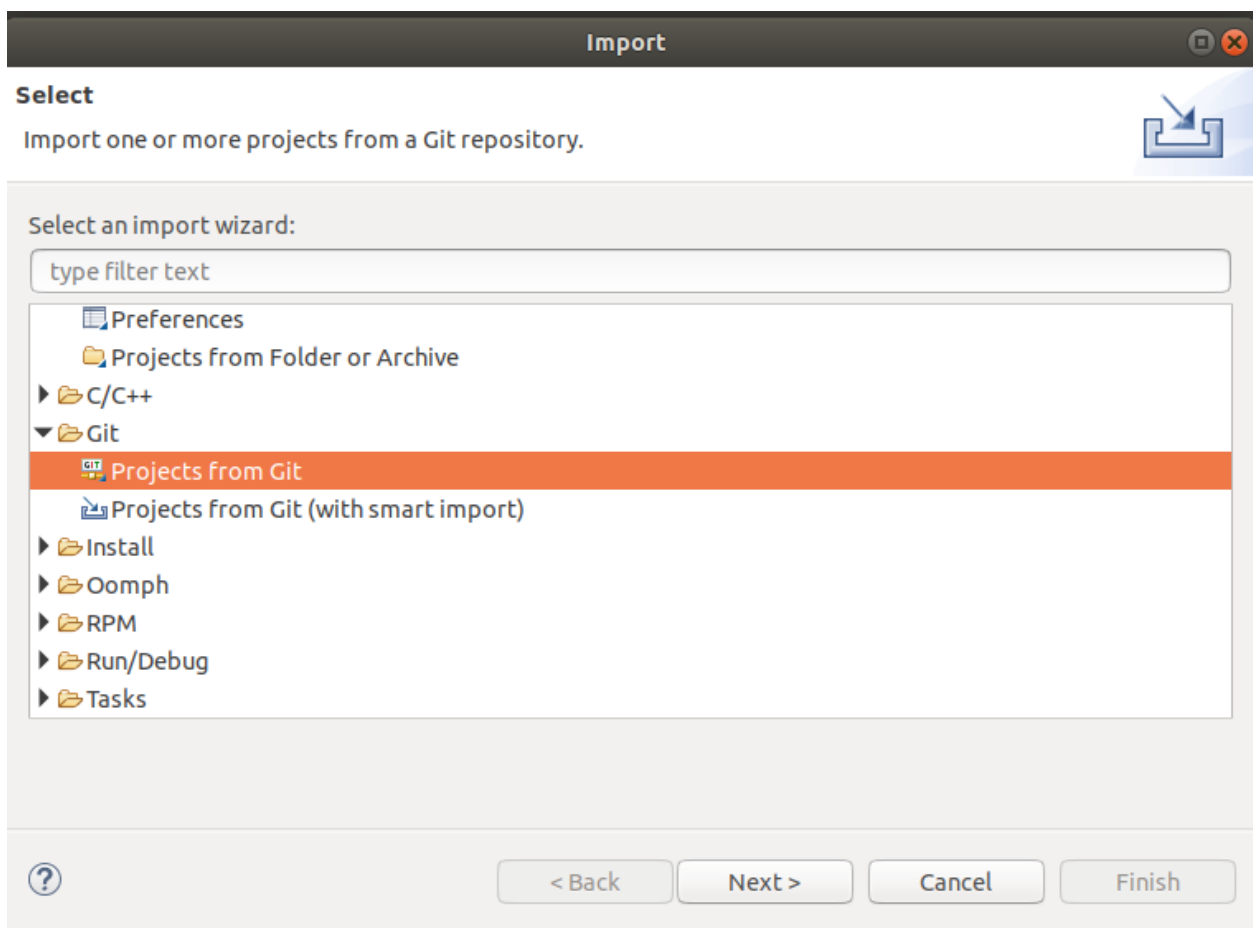 Import
Select
Import one or more projects from a Git repository.
Select an import wizard:
type filter text
Preferences
Projects from Folder or Archive
C/C++
Git
GIT Projects from Git
Projects from Git (with smart import)
Install
Oomph
RPM
Run/Debug
Tasks
? < Back Next > Cancel Finish